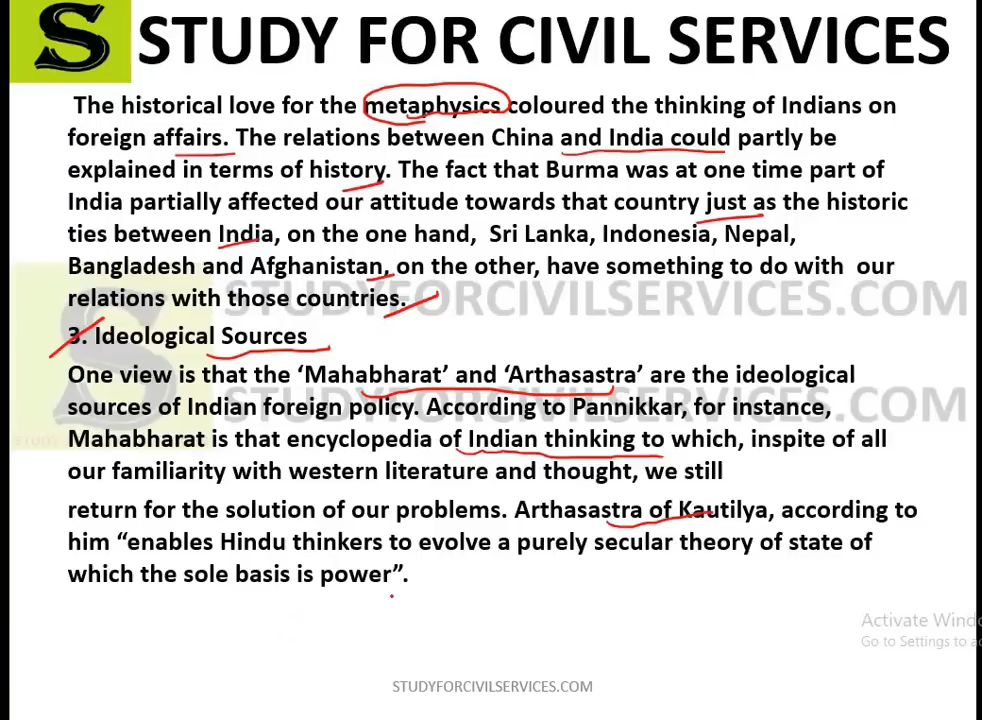 S STUDY FOR CIVIL SERVICES
The historical love for the metaphysics coloured the thinking of Indians on
foreign affairs. The relations between China and India could partly be
explained in terms of history. The fact that Burma was at one time part of
India partially affected our attitude towards that country just as the historic
ties between India, on the one hand, Sri Lanka, Indonesia, Nepal,
Bangladesh and Afghanistan, on the other, have something to do with our
relations with those countries.
STUDYFORCIVILSERVICES.COM
3. Ideological Sources
One view is that the ‘Mahabharat’ and ‘Arthasastra’ are the ideological
sources of Indian foreign policy. According to Pannikkar, for instance,
STUDYFORCIVILSERVICES.COM
Mahabharat is that encyclopedia of Indian thinking to which, inspite of all
our familiarity with western literature and thought, we still
return for the solution of our problems. Arthasastra of Kautilya, according to
him “enables Hindu thinkers to evolve a purely secular theory of state of
which the sole basis is power”.
Activate Wind
Go to Settings to a
STUDYFORCIVILSERVICES.COM